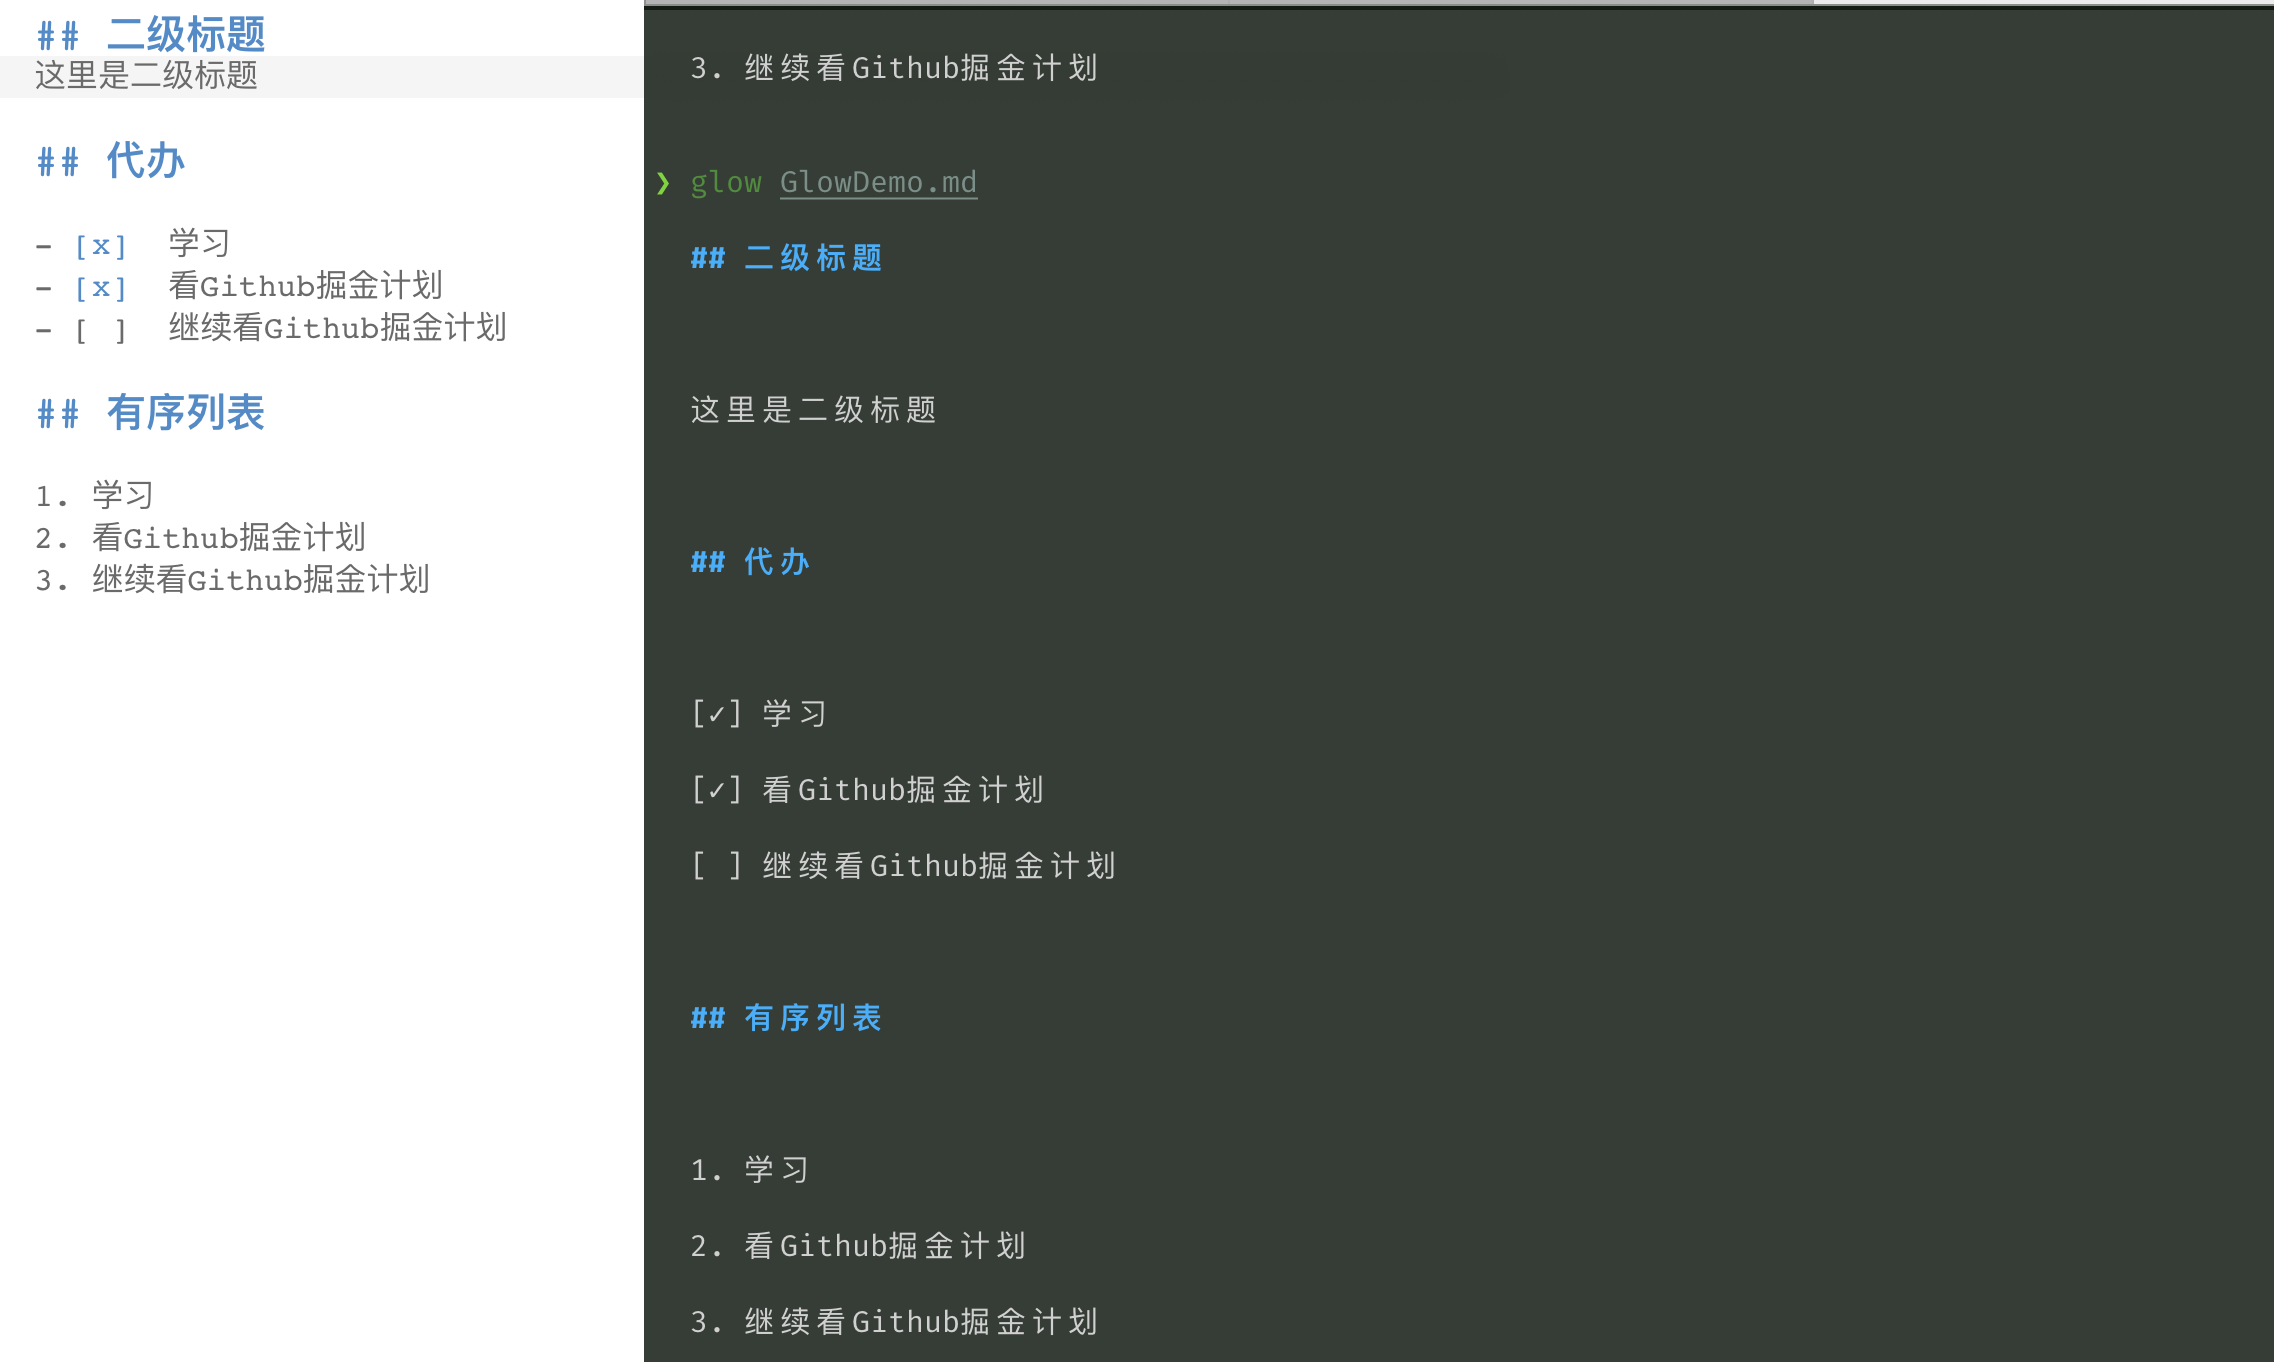 ## 二级标题
这里是二级标题
## 代办
- [x] 学习
- [x] 看Github掘金计划
- [ ] 继续看Github掘金计划
## 有序列表
1. 学习
2. 看Github掘金计划
3. 继续看Github掘金计划
3. 继续看Github掘金计划
❯ glow GlowDemo.md
## 二级标题
这里是二级标题
## 代办
[✓] 学习
[✓] 看Github掘金计划
[ ] 继续看Github掘金计划
## 有序列表
1. 学习
2. 看Github掘金计划
3. 继续看Github掘金计划